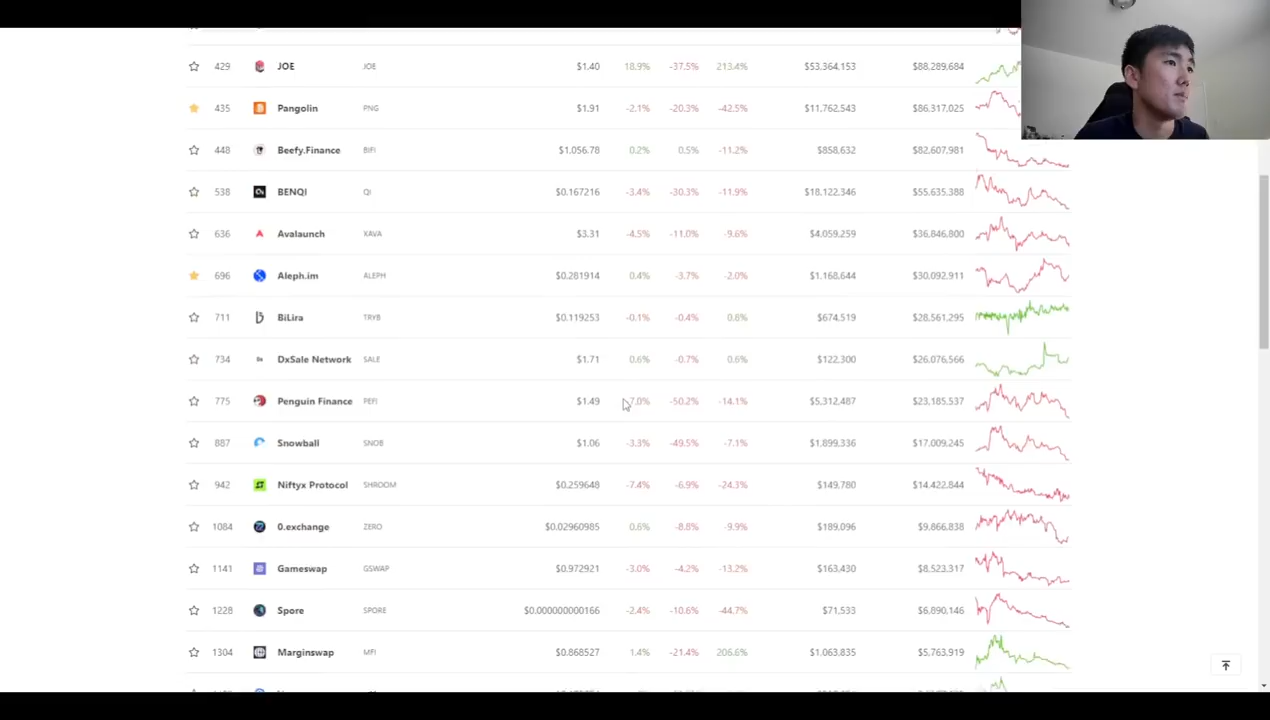 429 JOE JOE $1.40 18.9% -37.5% 213.4% $53,364,153 $88,289,684
435 Pangolin PNG $1.91 -2.1% -20.3% -42.5% $11,762,543 $86,317,025
448 Beefy.Finance BIFI $1,056.78 0.2% 0.5% -11.2% $858,632 $82,607,981
538 BENQI QI $0.167216 -3.4% -30.3% -11.9% $18,122,346 $55,635,388
636 Avalaunch XAVA $3.31 -4.5% -11.0% -9.6% $4,059,259 $36,846,800
696 Aleph.im ALEPH $0.281914 0.4% -3.7% -2.0% $1,168,644 $30,092,911
711 BiLira TRYB $0.119253 -0.1% -0.4% 0.8% $674,519 $28,561,295
734 DxSale Network SALE $1.71 0.6% -0.7% 0.6% $122,300 $26,076,566
775 Penguin Finance PEFI $1.49 -50.2% -14.1% $5,312,487 $23,185,537
887 Snowball SNOB $1.06 -3.3% -49.5% -7.1% $1,899,336 $17,009,245
942 Niftyx Protocol SHROOM $0.259648 -7.4% -6.9% -24.3% $149,780 $14,422,844
1084 0.exchange ZERO $0.02960985 0.6% -8.8% -9.9% $189,096 $9,866,838
1141 Gameswap GSWAP $0.972921 -3.0% -4.2% -13.2% $163,430 $8,523,317
1228 Spore SPORE $0.000000000166 -2.4% -10.6% -44.7% $71,533 $6,890,146
1304 Marginswap MFI $0.868527 1.4% -21.4% 206.6% $1,063,835 $5,763,919